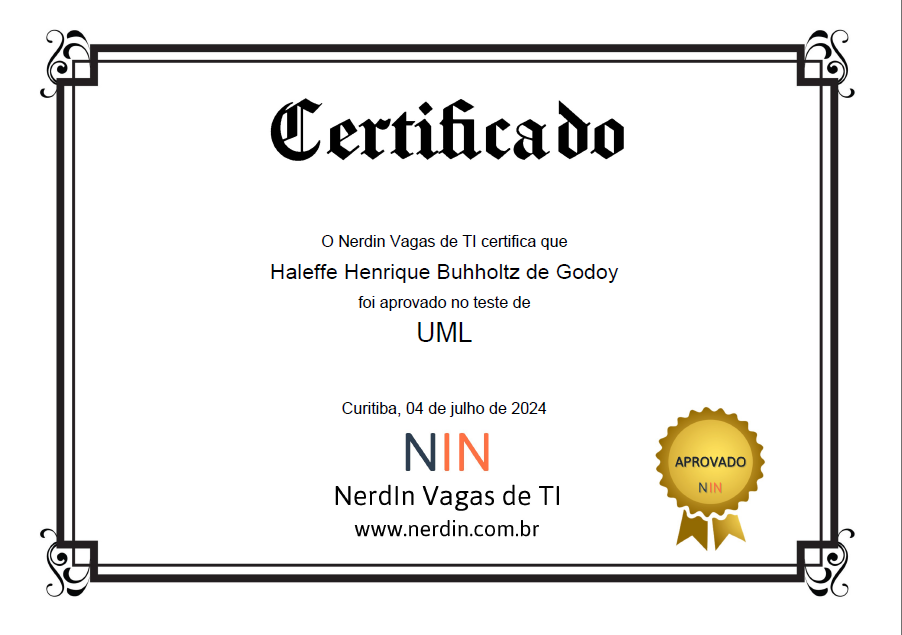 Certificado
O Nerdin Vagas de TI certifica que
Haleffe Henrique Buhholtz de Godoy
foi aprovado no teste de
UML
Curitiba, 04 de julho de 2024
NIN
NerdIn Vagas de TI
www.nerdin.com.br
APROVADO
NIN